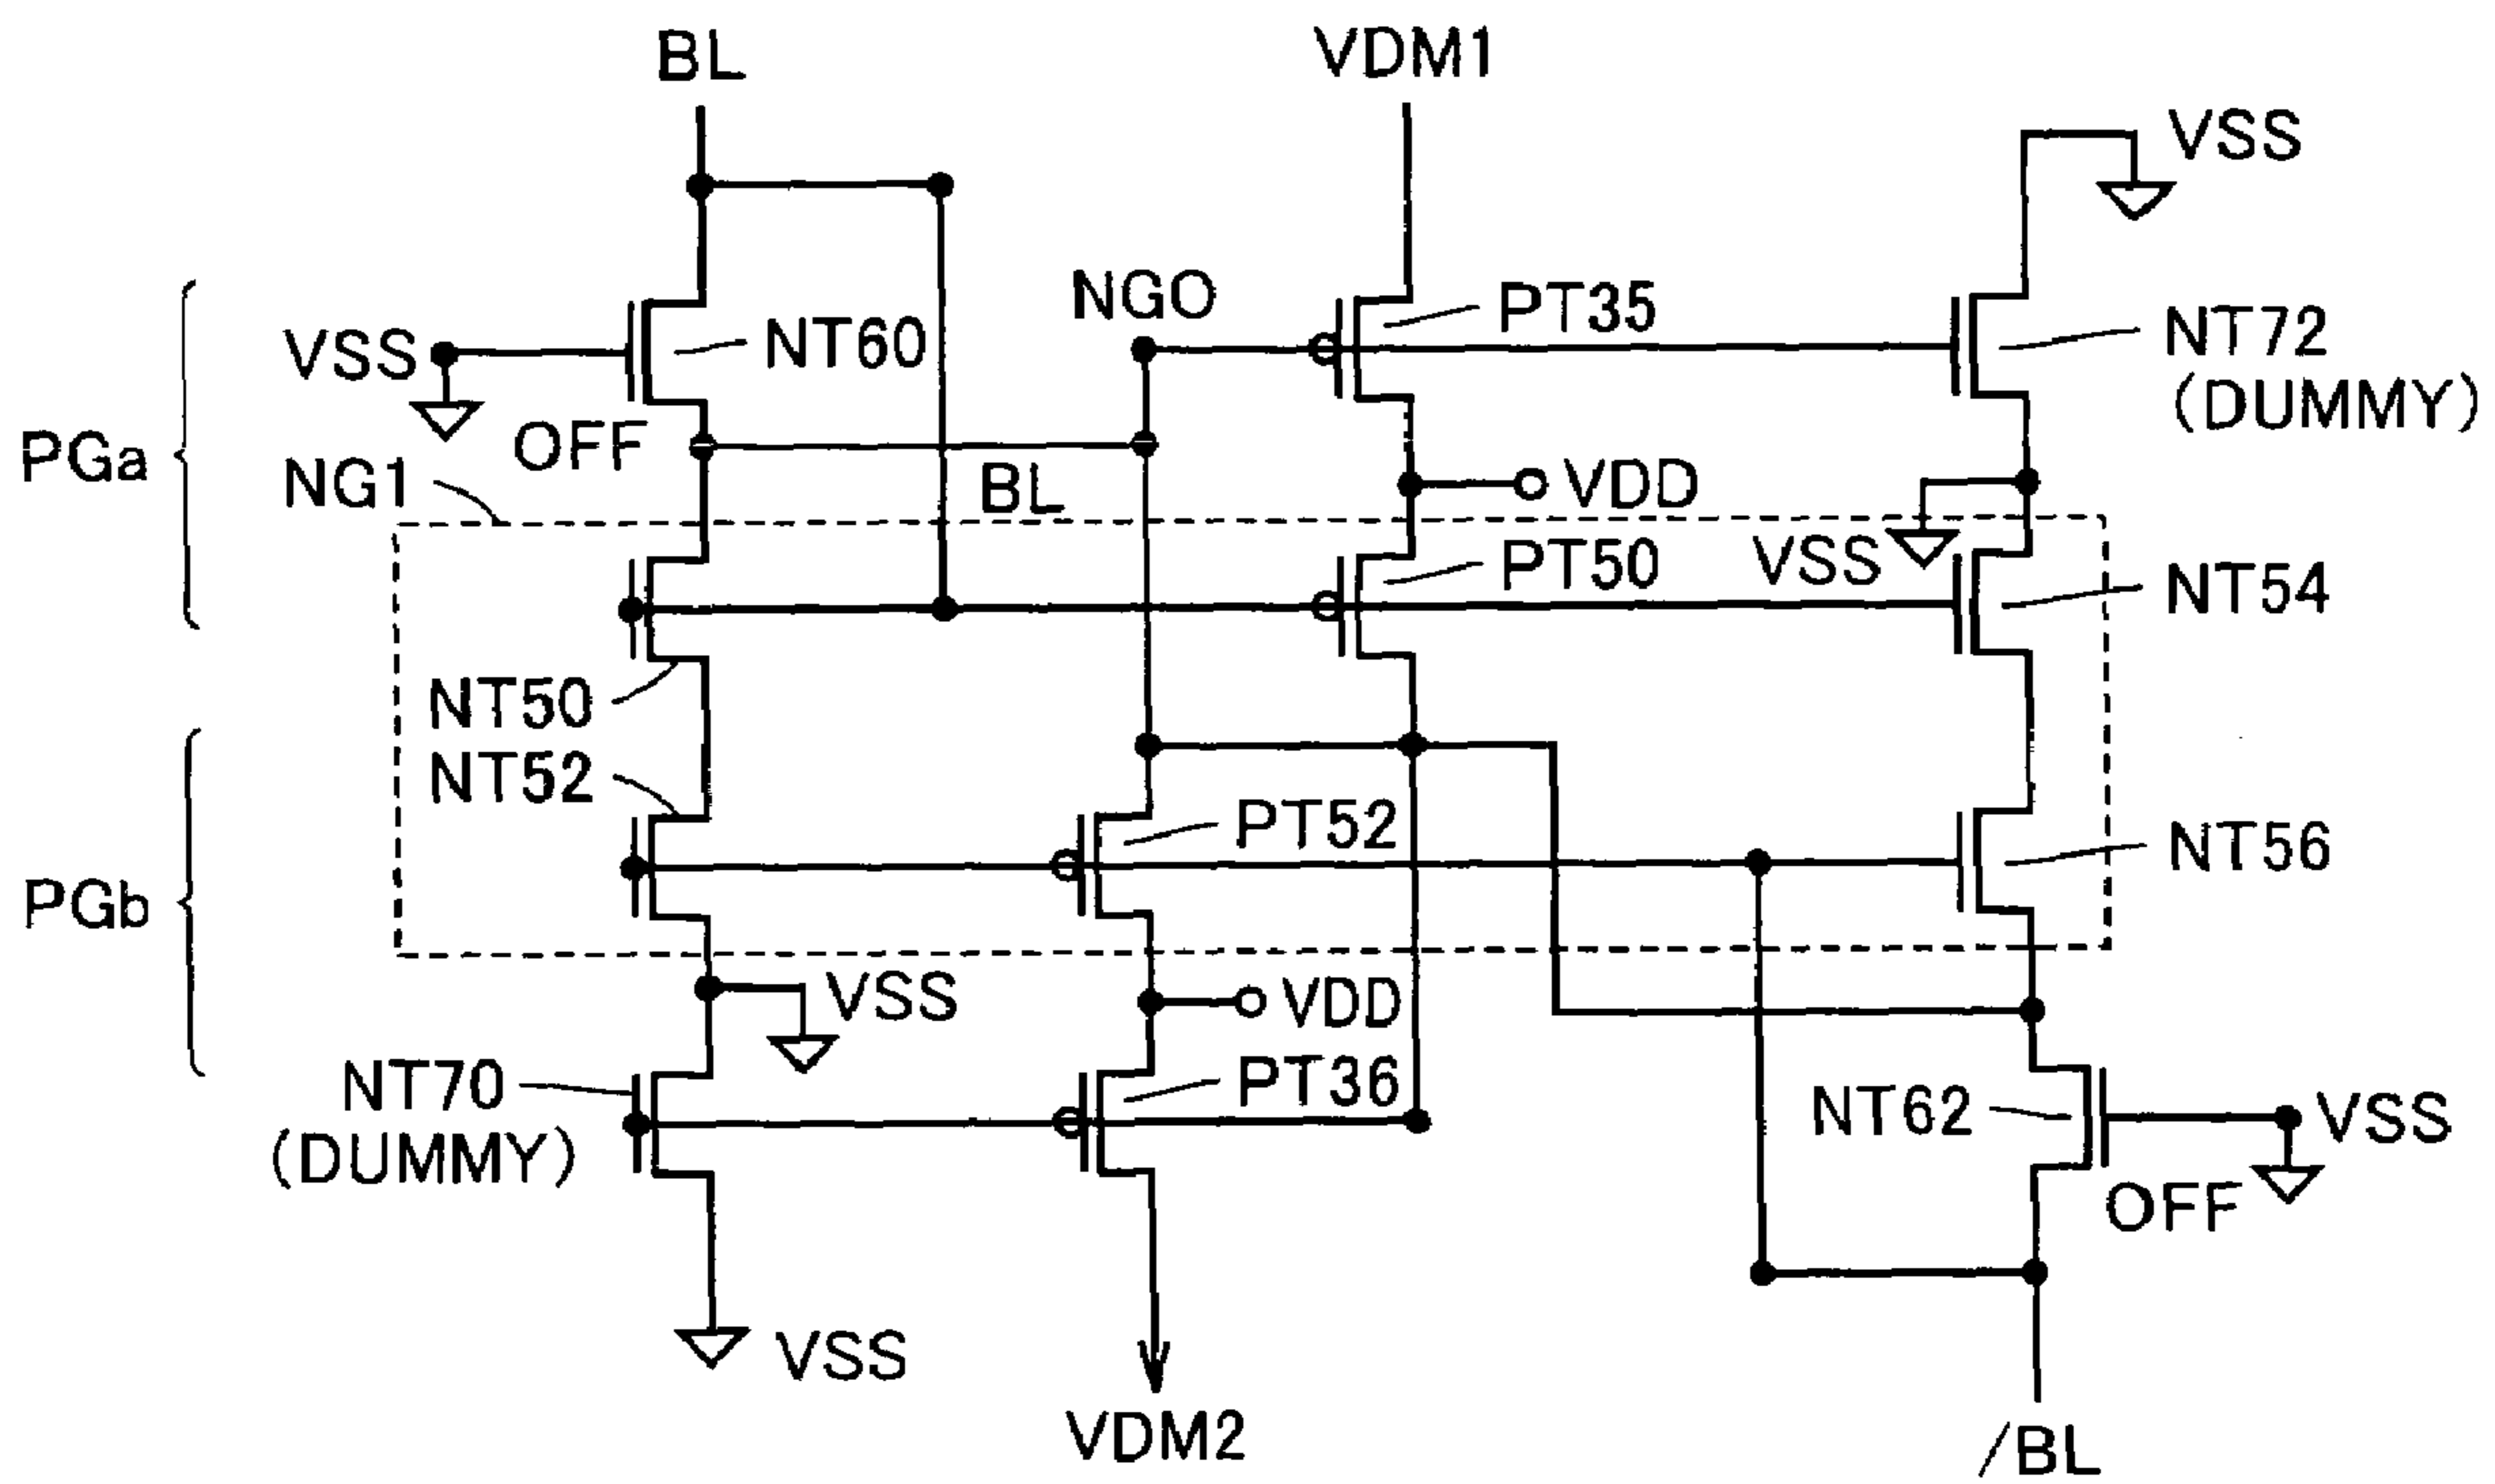 BL
VDM1
VSS
NGO
PT35
VSS
NT60
NT72
(DUMMY)
PGa
OFF
NG1
BL
VDD
PT50
VSS
NT54
NT50
NT52
PT52
NT56
PGb
VSS
VDD
NT70
(DUMMY)
PT36
NT62
VSS
OFF
VSS
VDM2
/BL